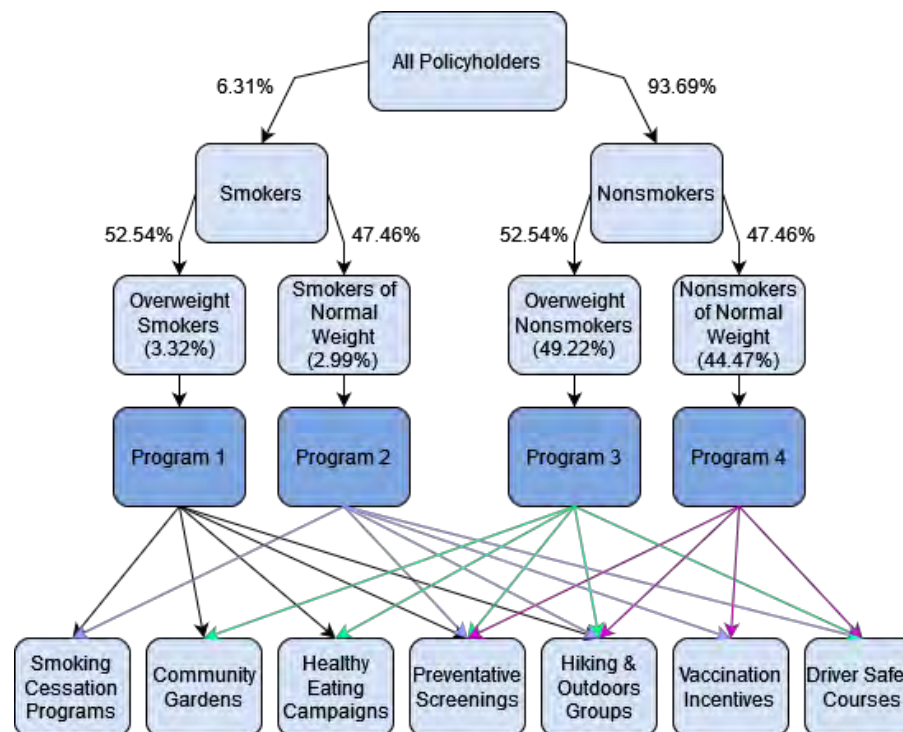 All Policyholders
6.31%
93.69%
Smokers
Nonsmokers
52.54%
47.46%
52.54%
47.46%
Overweight
Smokers
(3.32%)
Smokers of
Normal
Weight
(2.99%)
Overweight
Nonsmokers
(49.22%)
Nonsmokers
of Normal
Weight
(44.47%)
Program 1
Program 2
Program 3
Program 4
Smoking
Cessation
Programs
Community
Gardens
Healthy
Eating
Campaigns
Preventative
Screenings
Hiking &
Outdoors
Groups
Vaccination
Incentives
Driver Safe
Courses